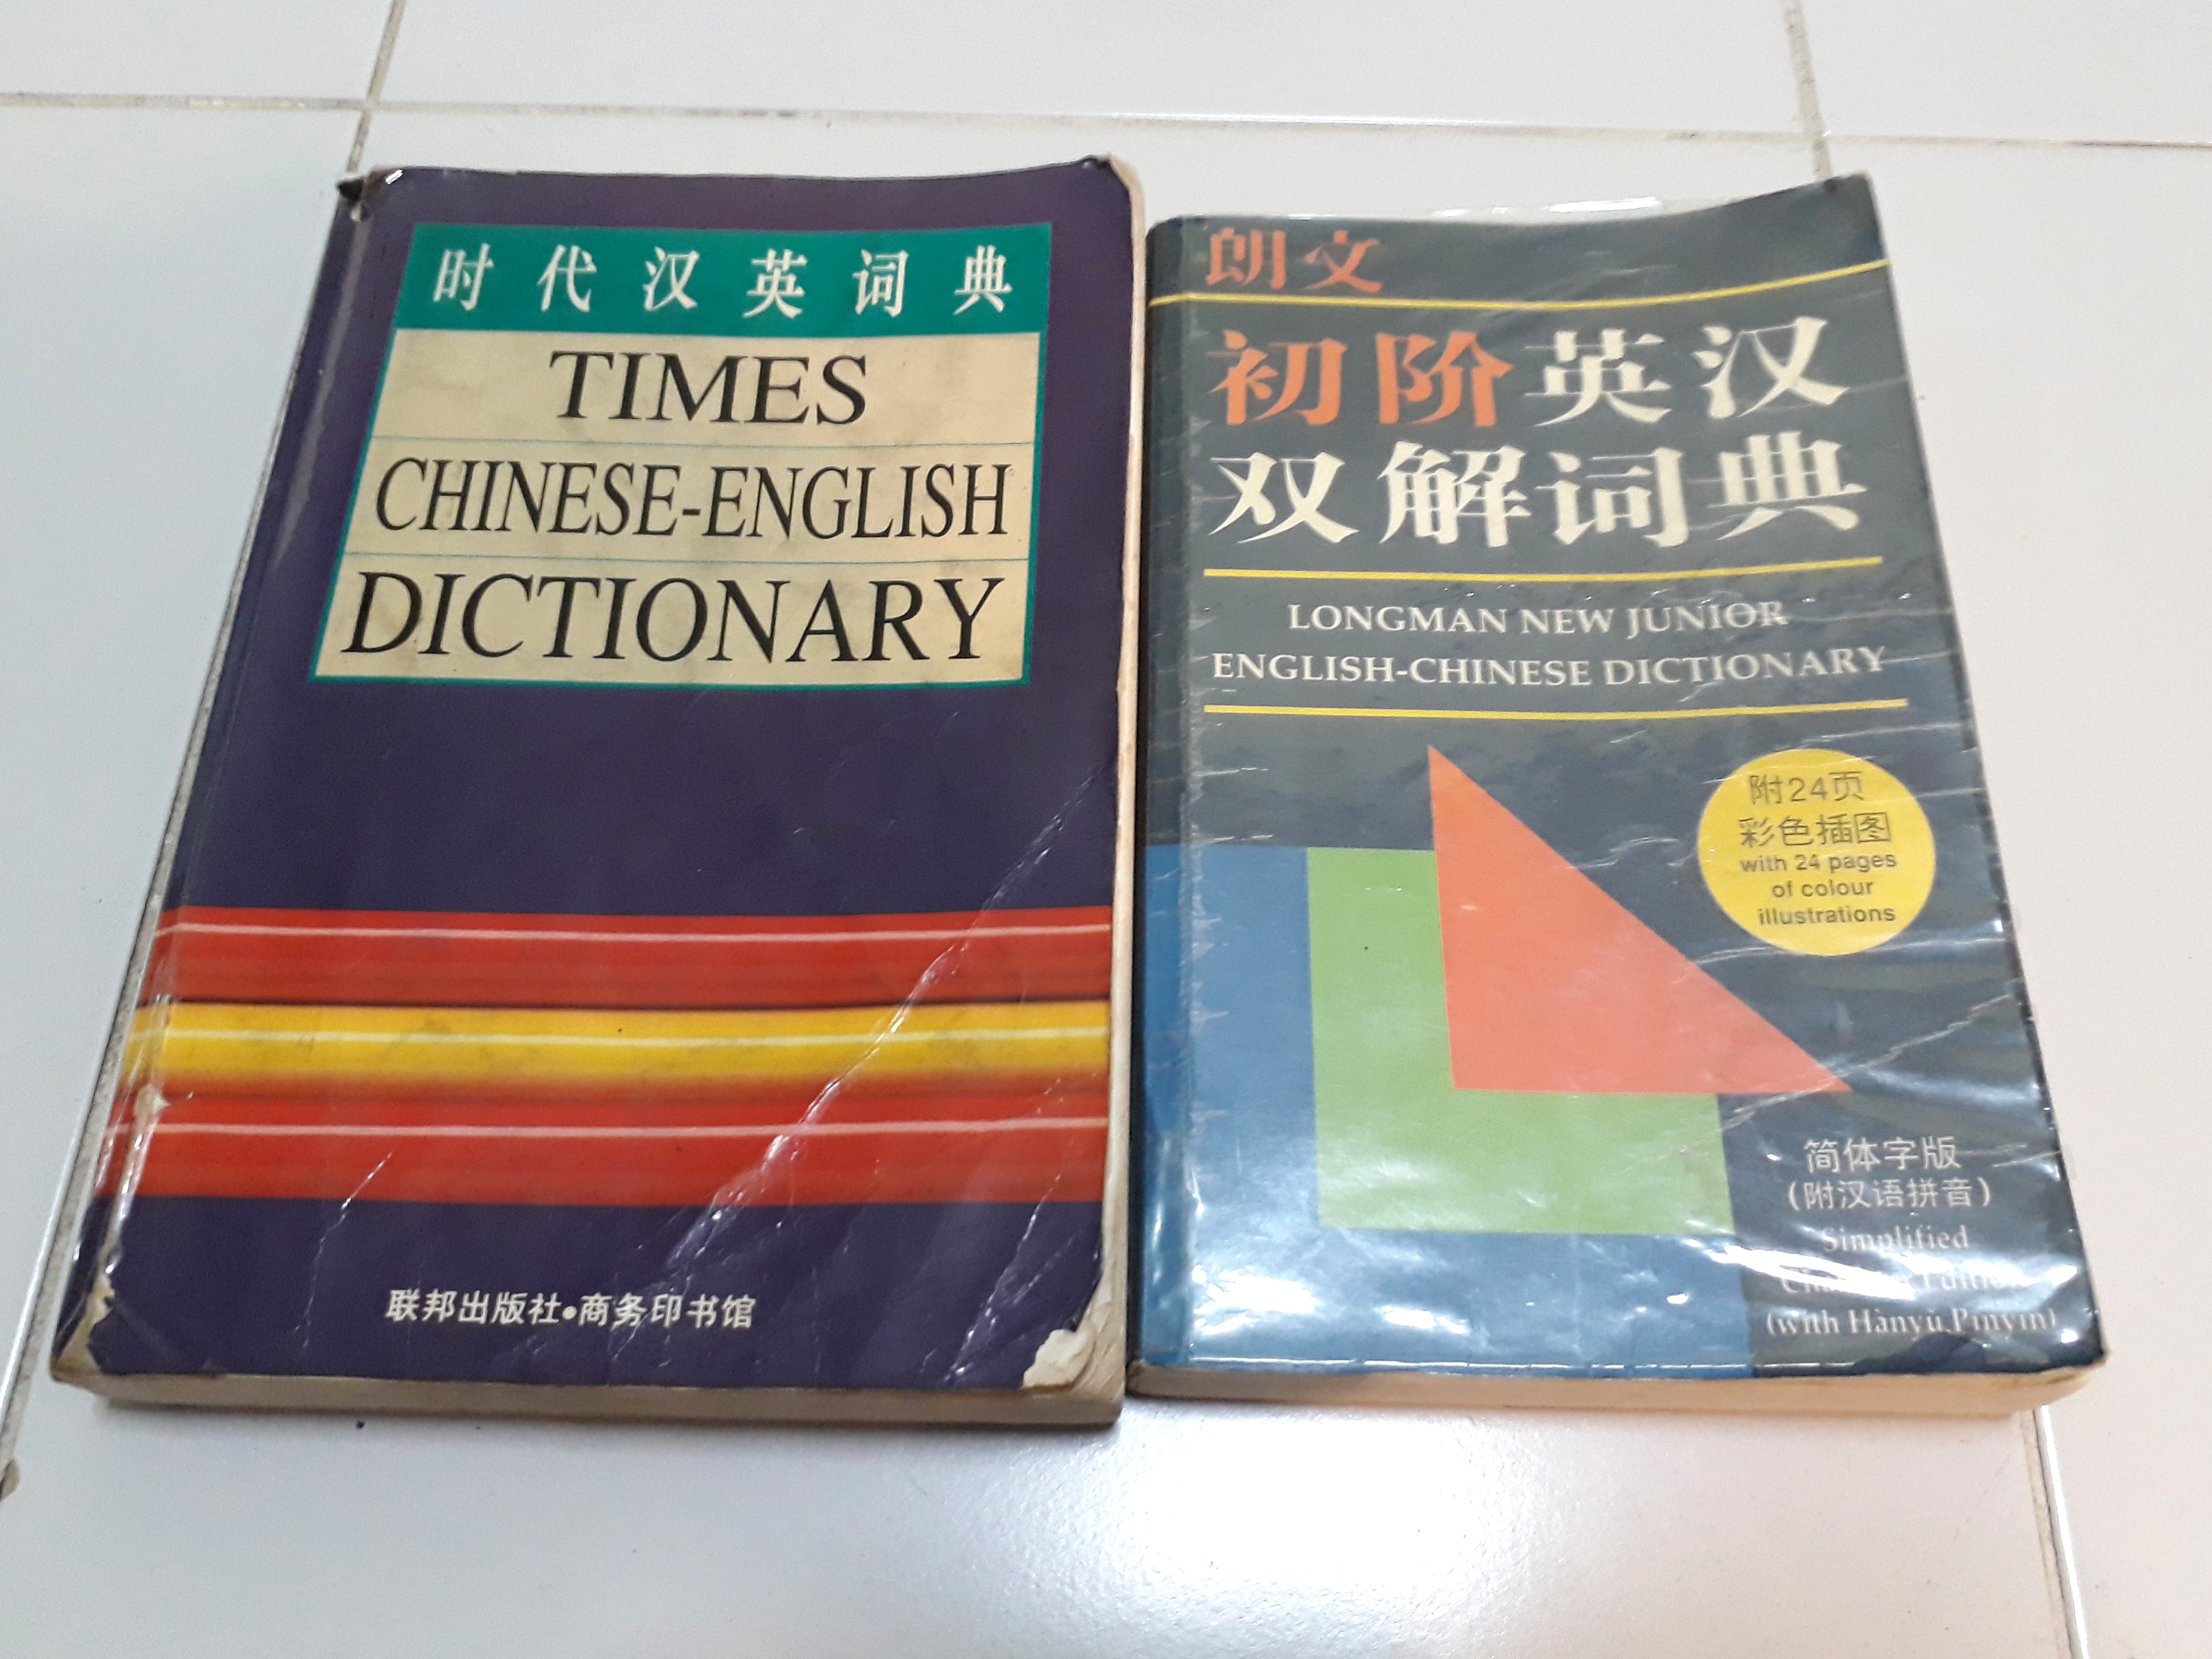 时代汉英词典
TIMES
CHINESE-ENGLISH
DICTIONARY
联邦出版社•商务印书馆
朗文
初阶英汉
双解词典
LONGMAN NEW JUNIOR
ENGLISH-CHINESE DICTIONARY
附24页
彩色插图
with 24 pages
of colour
illustrations
简体字版
(附汉语拼音)
Simplified
(with Hànyǔ Pīnyīn)